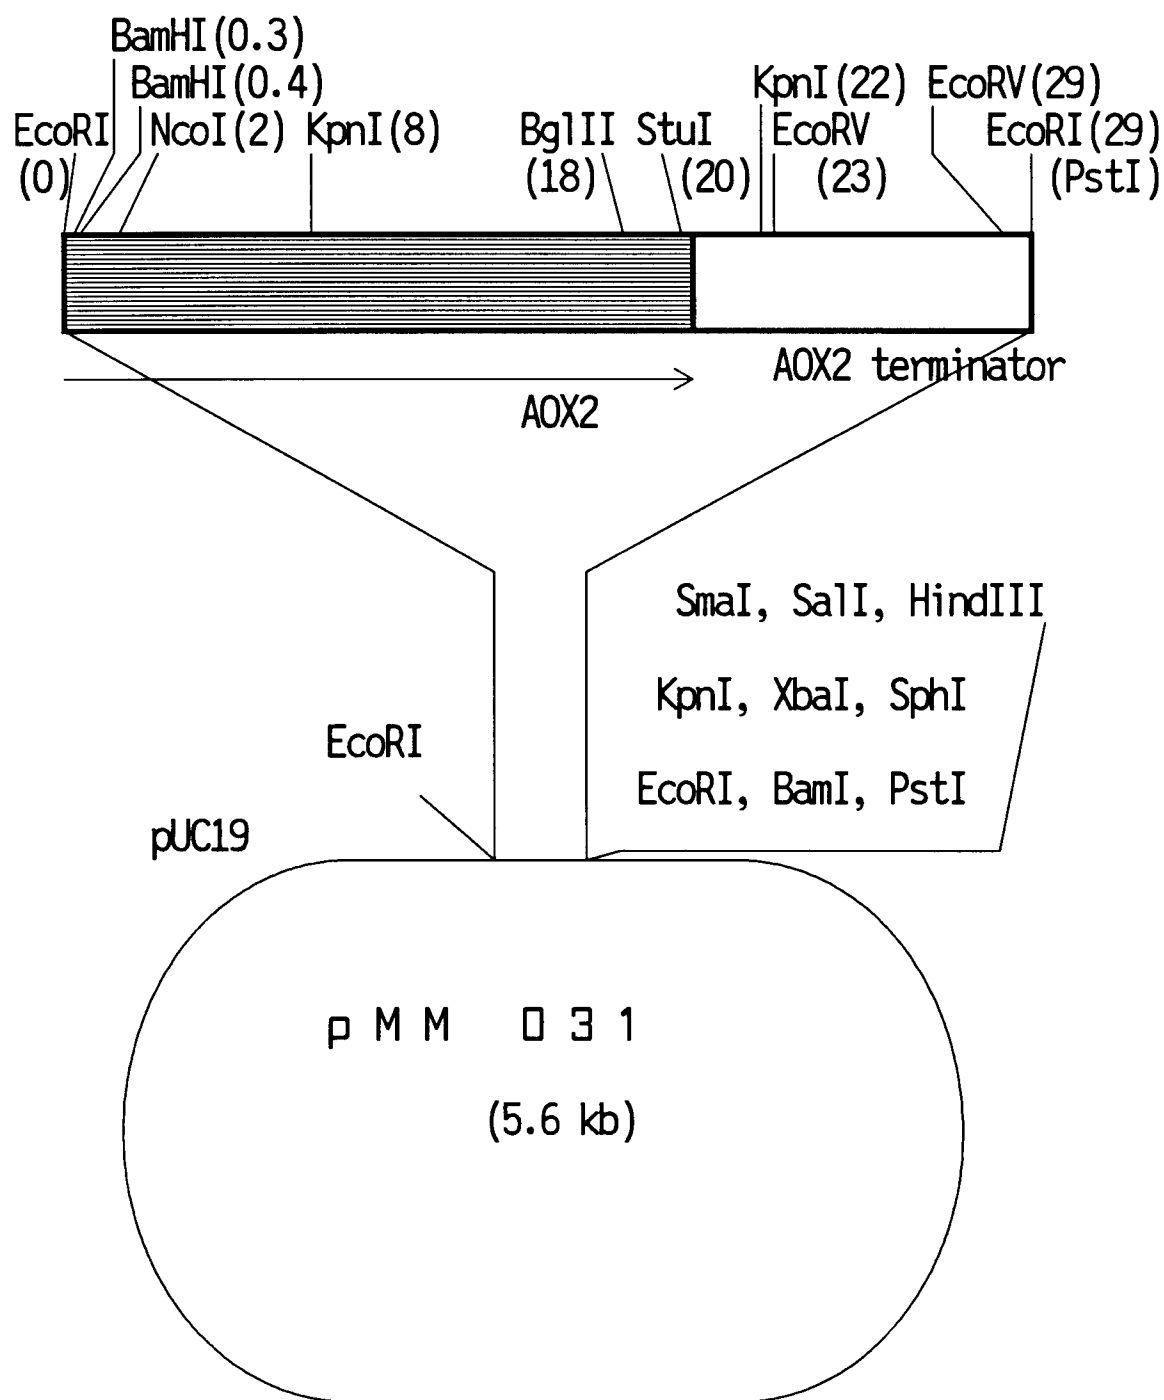 BamHI(0.3)
BamHI(0.4)
KpnI(22) EcoRV(29)
EcoRI NcoI(2) KpnI(8) BglII StuI EcoRV EcoRI(29)
(0) (18) (20) (23) (PstI)
AOX2 terminator
AOX2
SmaI, SalI, HindIII
KpnI, XbaI, SphI
EcoRI
EcoRI, BamI, PstI
pUC19
pMM 031
(5.6 kb)